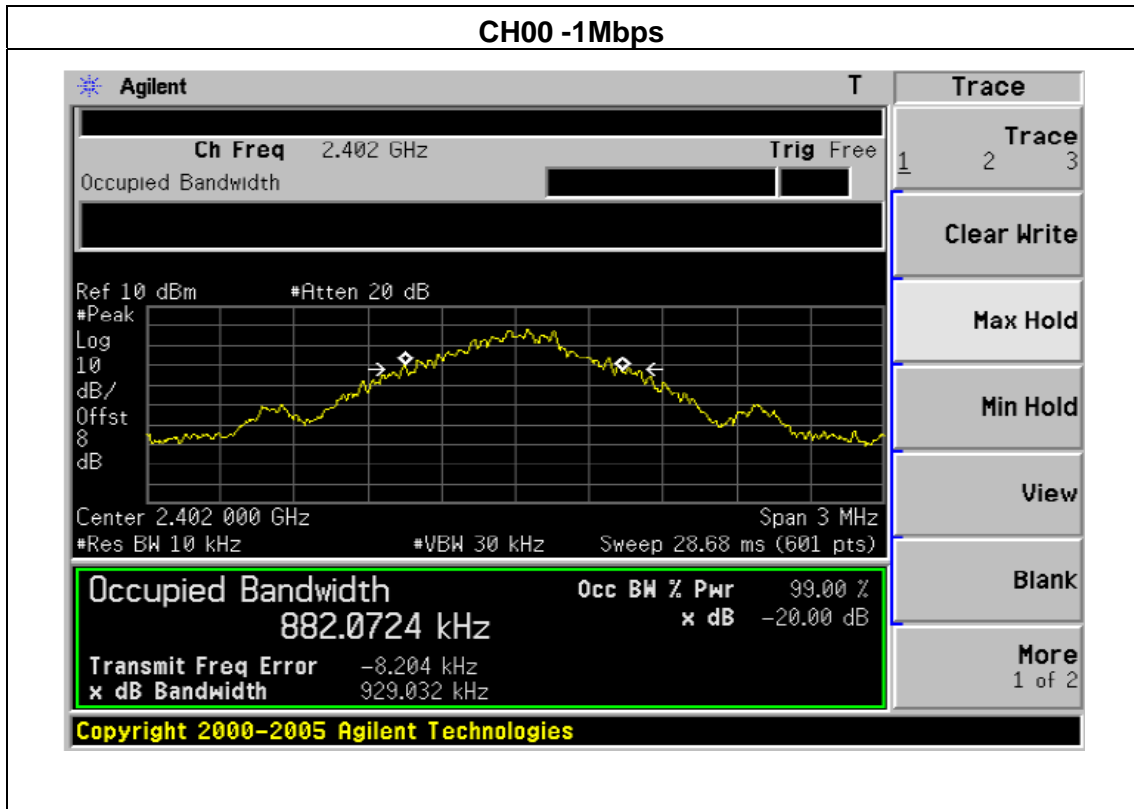 CH00 -1Mbps
Agilent T Trace
Ch Freq 2.402 GHz Trig Free
Occupied Bandwidth
Trace
1 2 3
Clear Write
Ref 10 dBm #Atten 20 dB
#Peak
Log
10
dB/
Offst
8
dB
Max Hold
Min Hold
View
Center 2.402 000 GHz Span 3 MHz
#Res BW 10 kHz #VBW 30 kHz Sweep 28.68 ms (601 pts)
Occupied Bandwidth Occ BW % Pwr 99.00 %
882.0724 kHz x dB -20.00 dB
Transmit Freq Error -8.204 kHz
x dB Bandwidth 929.032 kHz
Blank
More
1 of 2
Copyright 2000-2005 Agilent Technologies